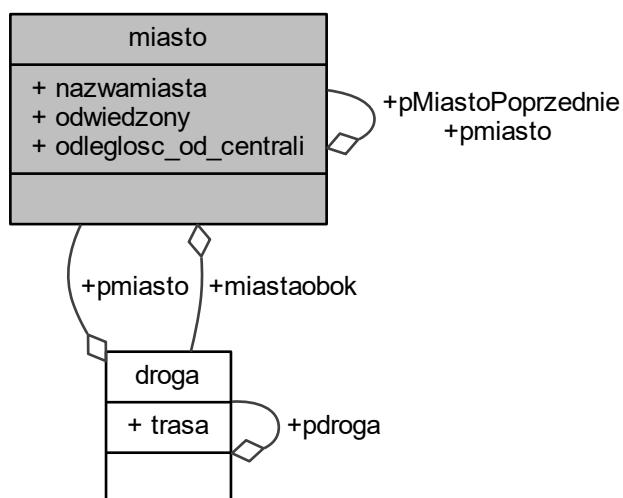 miasto
+ nazwamiasta
+ odwiedzony
+ odleglosc_od_centrali
+pMiastoPoprzednie
+pmiasto
+pmiasto
+miastaobok
droga
+ trasa
+pdroga